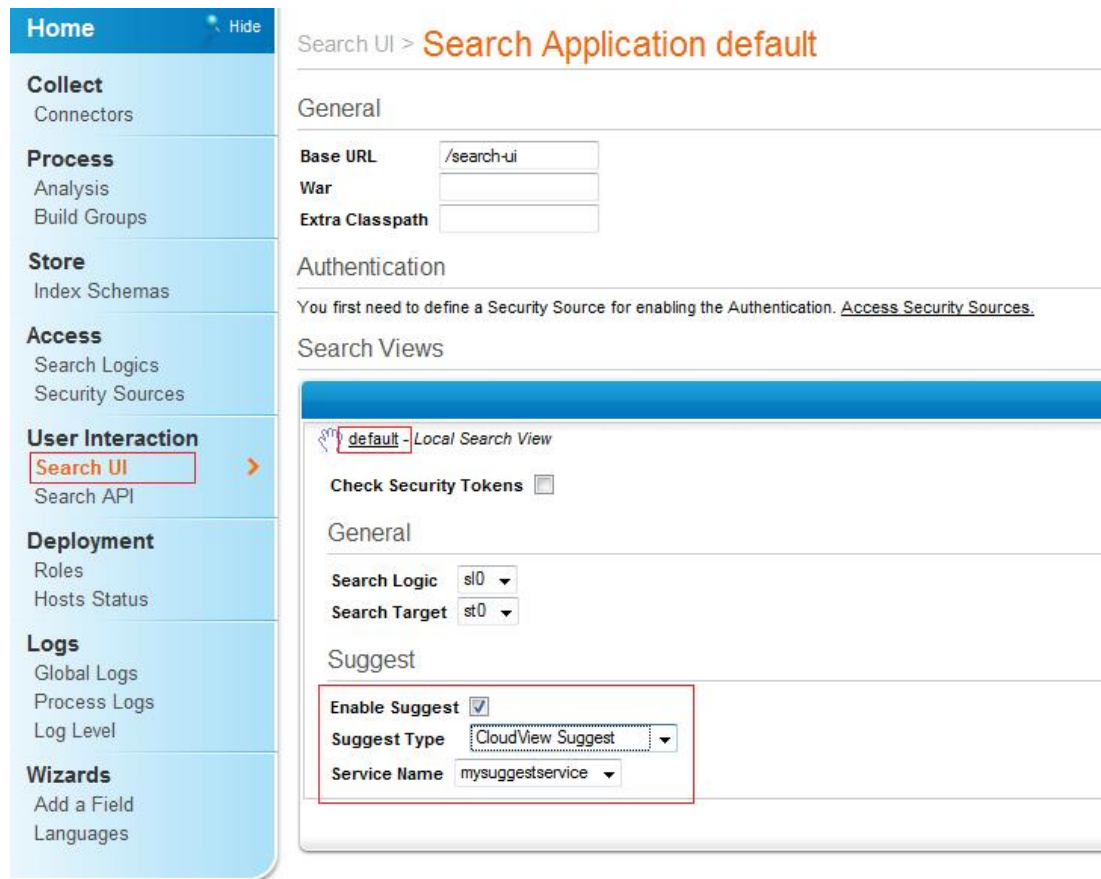 Home
Hide
Collect
Connectors
Process
Analysis
Build Groups
Store
Index Schemas
Access
Search Logics
Security Sources
User Interaction
Search UI
Search API
Deployment
Roles
Hosts Status
Logs
Global Logs
Process Logs
Log Level
Wizards
Add a Field
Languages
Search UI > Search Application default
General
Base URL /search-ui
War
Extra Classpath
Authentication
You first need to define a Security Source for enabling the Authentication. Access Security Sources.
Search Views
default - Local Search View
Check Security Tokens
General
Search Logic sl0
Search Target st0
Suggest
Enable Suggest
Suggest Type CloudView Suggest
Service Name mysuggestservice